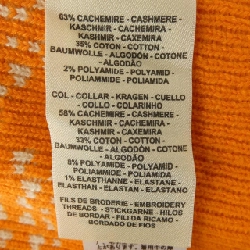 63% CACHEMIRE - CASHMERE
KASCHMIR - CACHEMIRA -
KASHMIR - CAXEMIRA
35% COTON - COTTON -
BAUMWOLLE - ALGODÓN - COTONE
- ALGODÃO
2% POLYAMIDE - POLYAMID -
POLIAMMIDE - POLIAMIDA
COL - COLLAR - KRAGEN - CUELLO
- COLLO - COLARINHO
58% CACHEMIRE - CASHMERE -
KASCHMIR - CACHEMIRA -
KASHMIR - CAXEMIRA
33% COTON - COTTON -
BAUMWOLLE - ALGODÓN - COTONE
- ALGODÃO
8% POLYAMIDE - POLYAMID -
POLIAMMIDE - POLIAMIDA
1% ELASTHANNE - ELASTANE -
ELASTHAN - ELASTAN - ELASTANO
FILS DE BRODERIE - EMBROIDERY
THREADS - STICKGARNE - HILOS
DE BORDAR - FILI DA RICAMO -
BORDADO DE FIOS